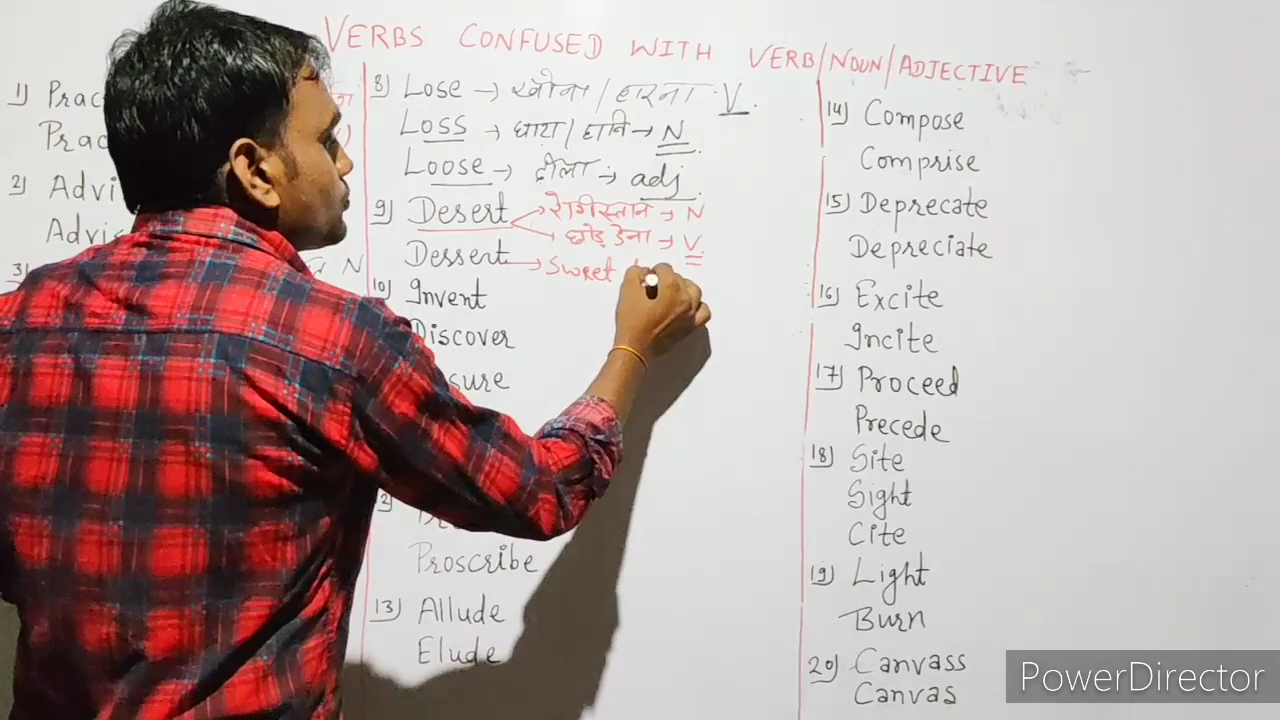 VERBS CONFUSED WITH VERB/NOUN/ADJECTIVE
1) Prac
Prac
2) Advi
Advis
3)
N
8) Lose → खोना / हारना V.
Loss → घाटा/हानि → N.
Loose → ढीला → adj.
9) Desert → रेगीस्तान → N
→ छोड़ देना → V.
Dessert → Sweet
10) Invent
Discover
sure
Proscribe
13) Allude
Elude
14) Compose
Comprise
15) Deprecate
Depreciate
16) Excite
Incite
17) Proceed
Precede
18) Site
Sight
Cite
19) Light
Burn
20) Canvass
Canvas
PowerDirector